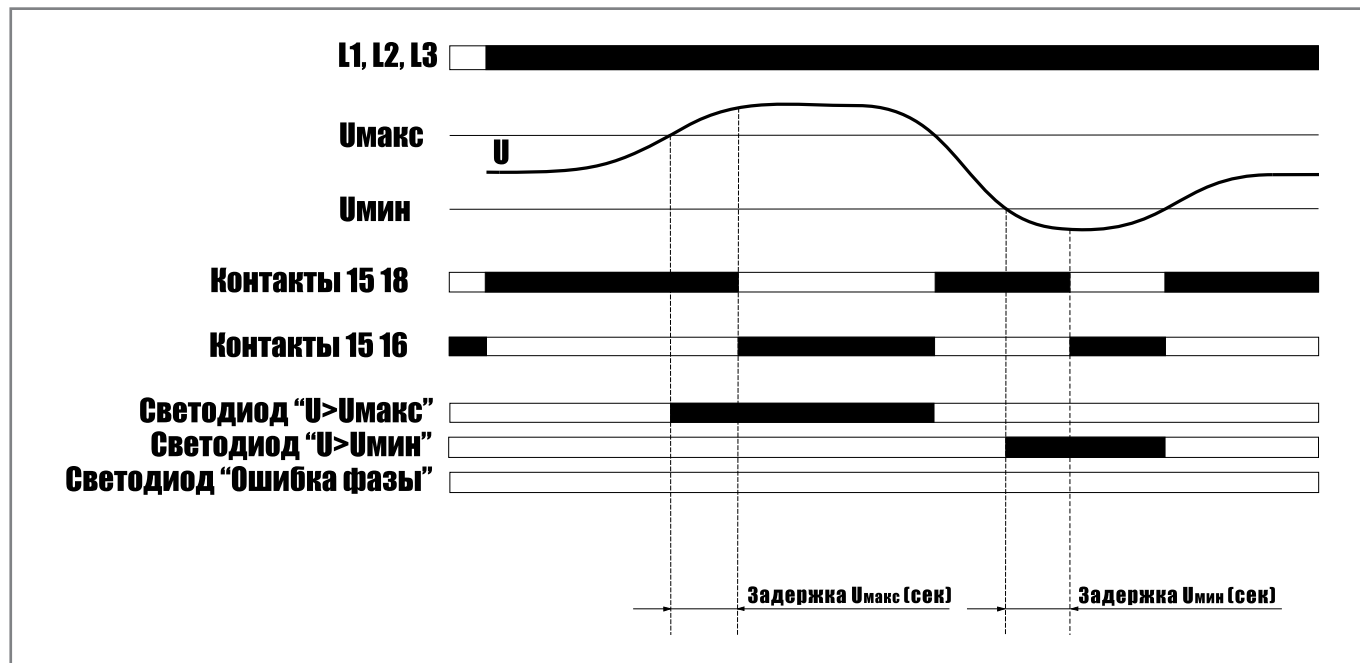 L1, L2, L3
Uмакс
U
Uмин
Контакты 15 18
Контакты 15 16
Светодиод “U>Uмакс”
Светодиод “U>Uмин”
Светодиод “Ошибка фазы”
Задержка Uмакс (сек)
Задержка Uмин (сек)